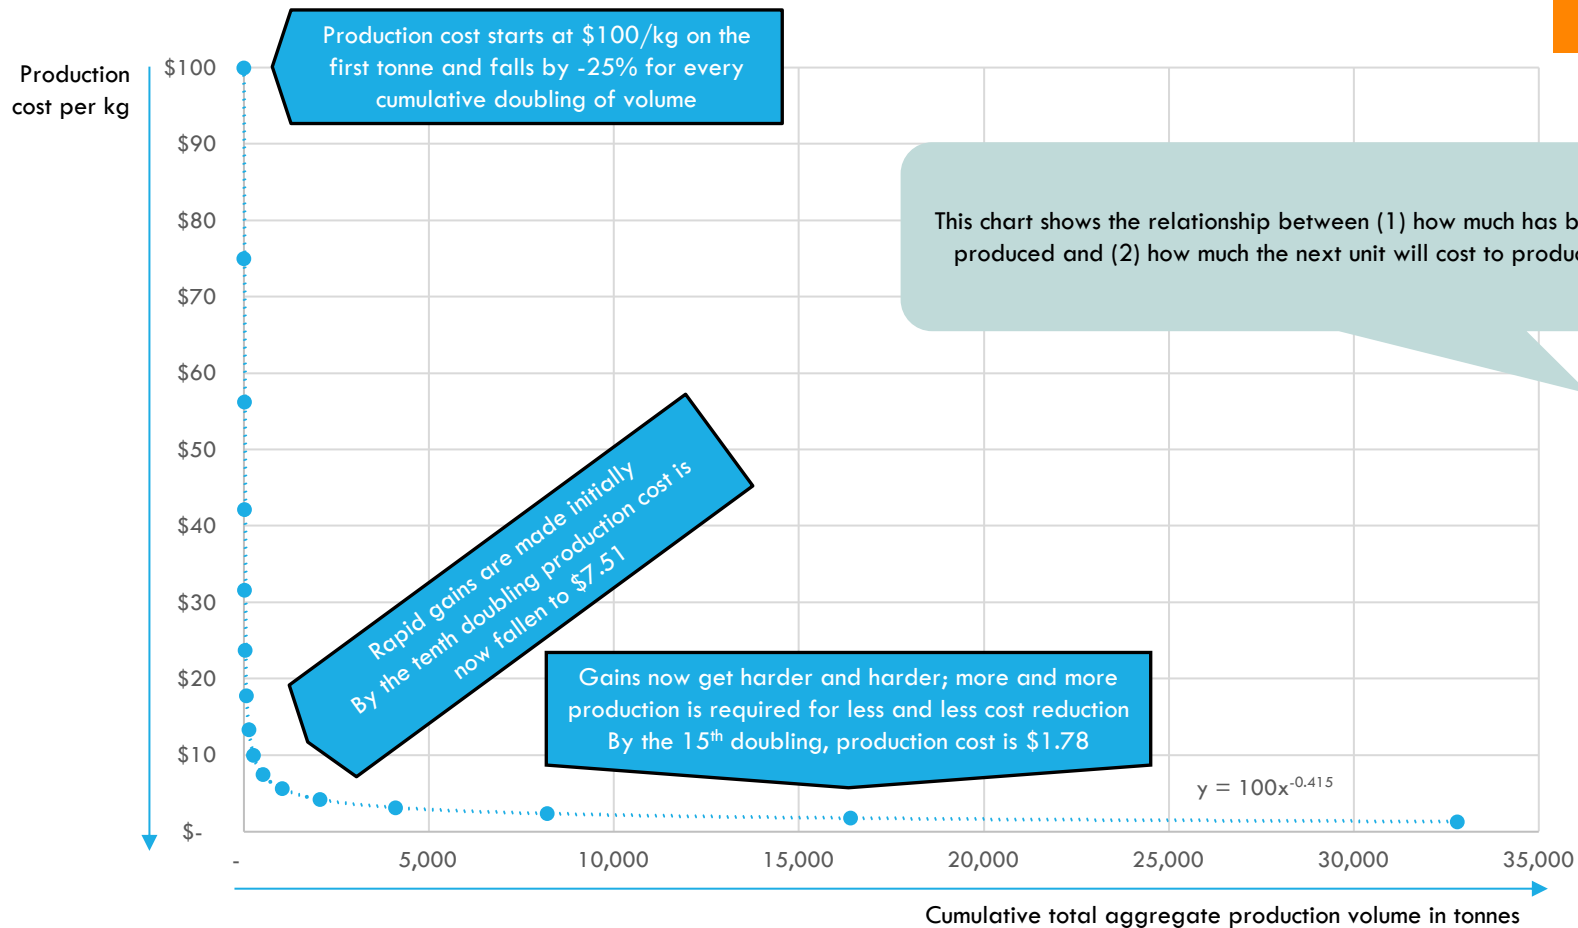 Production cost starts at $100/kg on the
first tonne and falls by -25% for every
cumulative doubling of volume
Production
cost per kg
$100
$90
$80
$70
$60
$50
$40
$30
$20
$10
$-
This chart shows the relationship between (1) how much has b
produced and (2) how much the next unit will cost to produc
Rapid gains are made initially
By the tenth doubling production cost is
now fallen to $7.51
Gains now get harder and harder; more and more
production is required for less and less cost reduction
By the 15th doubling, production cost is $1.78
y = 100x-0.415
-
5,000
10,000
15,000
20,000
25,000
30,000
35,000
Cumulative total aggregate production volume in tonnes